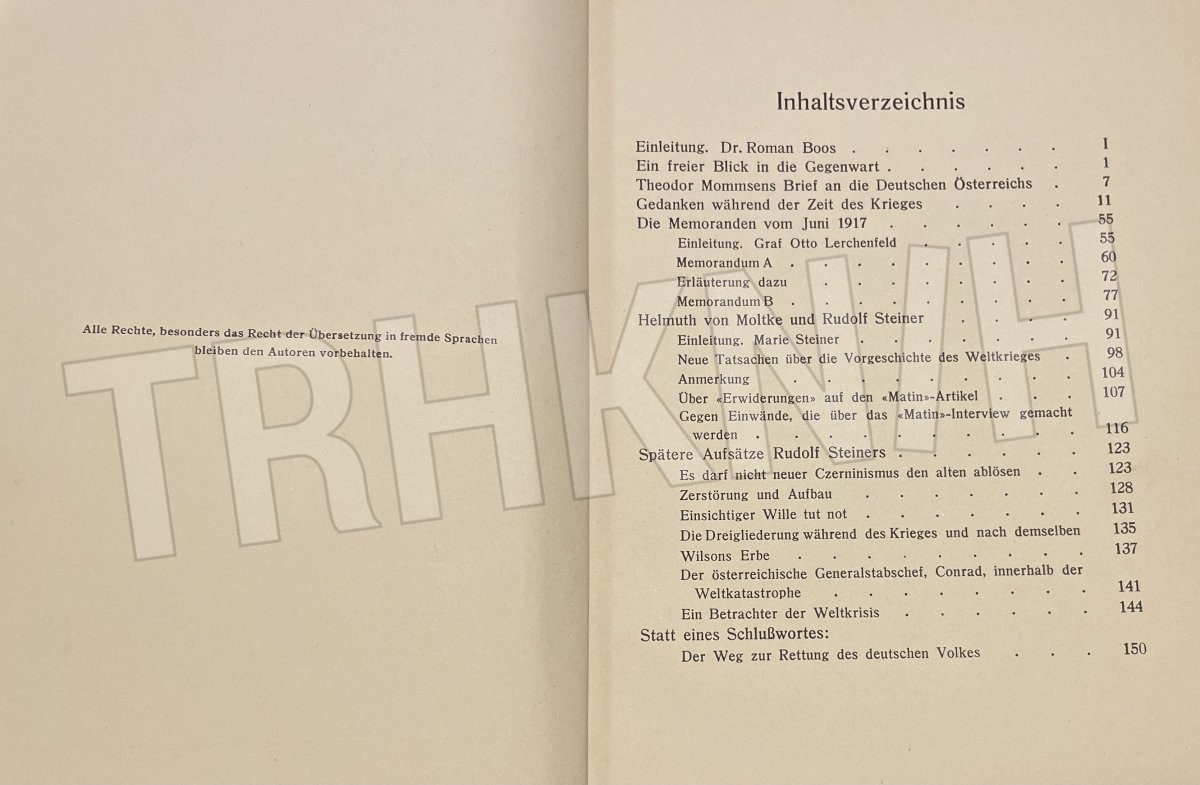 Alle Rechte, besonders das Recht der Übersetzung in fremde Sprachen
bleiben den Autoren vorbehalten.
Inhaltsverzeichnis
Einleitung. Dr. Roman Boos . . . . . . . I
Ein freier Blick in die Gegenwart . . . . . . 1
Theodor Mommsens Brief an die Deutschen Österreichs . 7
Gedanken während der Zeit des Krieges . . . . 11
Die Memoranden vom Juni 1917 . . . . . . 55
Einleitung. Graf Otto Lerchenfeld . . . . . 55
Memorandum A . . . . . . . . . 60
Erläuterung dazu . . . . . . . . 72
Memorandum B . . . . . . . . . 77
Helmuth von Moltke und Rudolf Steiner . . . . 91
Einleitung. Marie Steiner . . . . . . . 91
Neue Tatsachen über die Vorgeschichte des Weltkrieges . 98
Anmerkung . . . . . . . . . 104
Über «Erwiderungen» auf den «Matin»-Artikel . . . 107
Gegen Einwände, die über das «Matin»-Interview gemacht
werden . . . . . . . . . . 116
Spätere Aufsätze Rudolf Steiners . . . . . . 123
Es darf nicht neuer Czerninismus den alten ablösen . . 123
Zerstörung und Aufbau . . . . . . . 128
Einsichtiger Wille tut not . . . . . . . 131
Die Dreigliederung während des Krieges und nach demselben 135
Wilsons Erbe . . . . . . . . . 137
Der österreichische Generalstabschef, Conrad, innerhalb der
Weltkatastrophe . . . . . . . . 141
Ein Betrachter der Weltkrisis . . . . . . 144
Statt eines Schlußwortes:
Der Weg zur Rettung des deutschen Volkes . . . 150
TRHKN/H